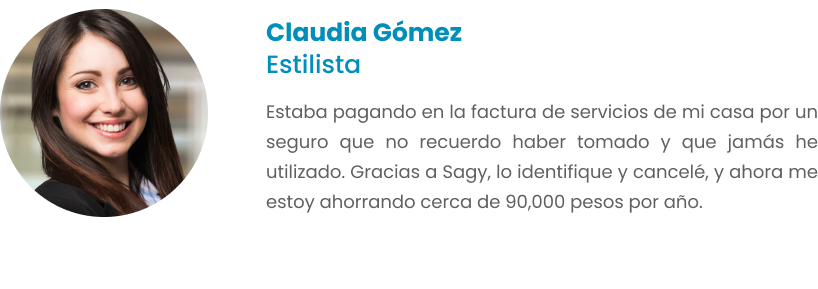 Claudia Gómez
Estilista
Estaba pagando en la factura de servicios de mi casa por un
seguro que no recuerdo haber tomado y que jamás he
utilizado. Gracias a Sagy, lo identifique y cancelé, y ahora me
estoy ahorrando cerca de 90,000 pesos por año.